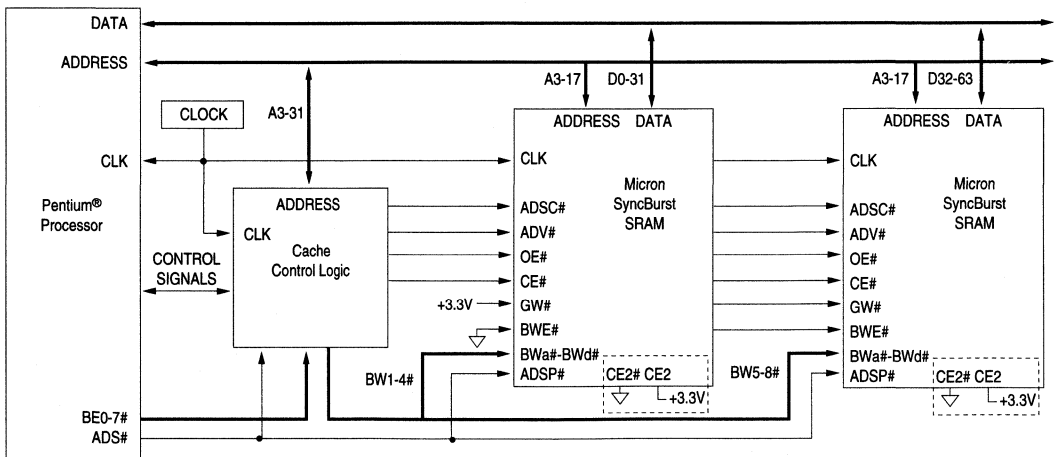 DATA
ADDRESS
A3-31
A3-17
D0-31
A3-17
D32-63
CLOCK
CLK
Pentium®
Processor
CONTROL
SIGNALS
BE0-7#
ADS#
ADDRESS
CLK
Cache
Control Logic
+3.3V
BW1-4#
ADDRESS DATA
CLK
Micron
SyncBurst
SRAM
ADSC#
ADV#
OE#
CE#
GW#
BWE#
BWa#-BWd#
ADSP#
CE2# CE2
+3.3V
BW5-8#
ADDRESS DATA
CLK
Micron
SyncBurst
SRAM
ADSC#
ADV#
OE#
CE#
GW#
BWE#
BWa#-BWd#
ADSP#
CE2# CE2
+3.3V